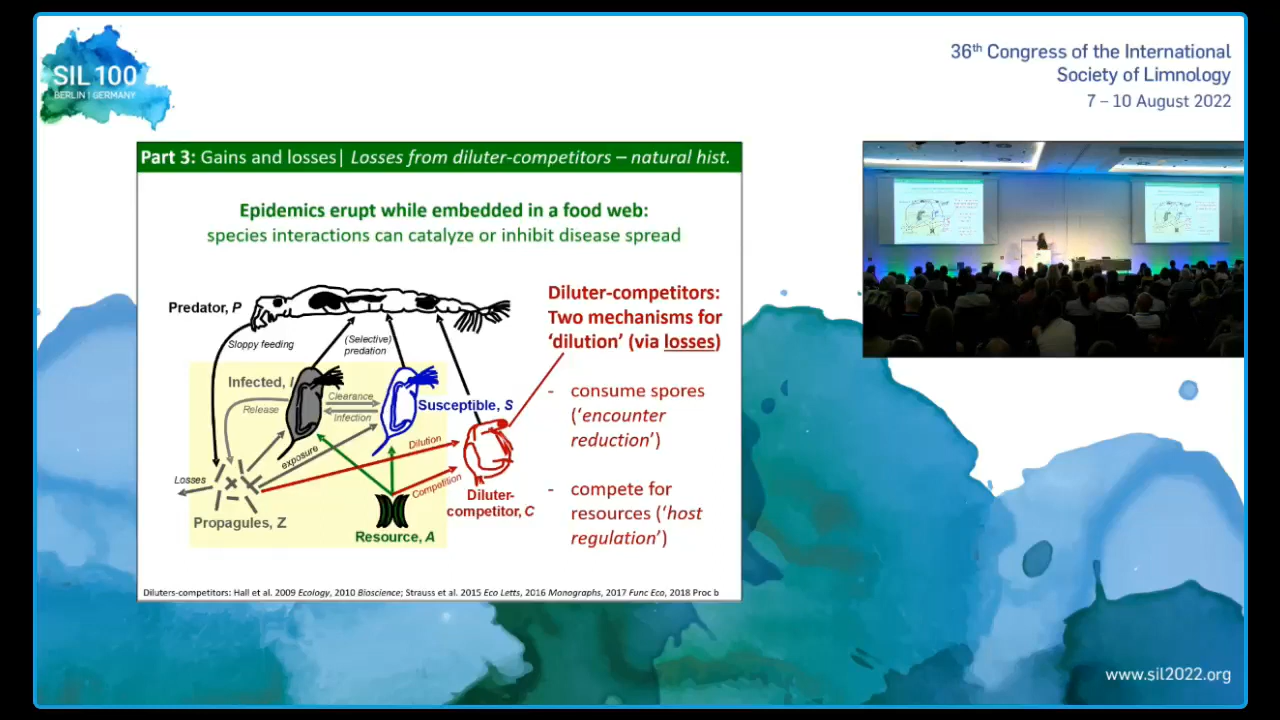 SIL 100
BERLIN | GERMANY
36th Congress of the International
Society of Limnology
7 – 10 August 2022
Part 3: Gains and losses| Losses from diluter-competitors – natural hist.
Epidemics erupt while embedded in a food web:
species interactions can catalyze or inhibit disease spread
Predator, P
Sloppy feeding
(Selective)
predation
Infected, I
Release
Clearance
Infection
Susceptible, S
exposure
Dilution
Losses
Propagules, Z
Competition
Resource, A
Diluter-
competitor, C
Diluter-competitors:
Two mechanisms for
‘dilution’ (via losses)
- consume spores
(‘encounter
reduction’)
- compete for
resources (‘host
regulation’)
Diluters-competitors: Hall et al. 2009 Ecology, 2010 Bioscience; Strauss et al. 2015 Eco Letts, 2016 Monographs, 2017 Func Eco, 2018 Proc b
www.sil2022.org